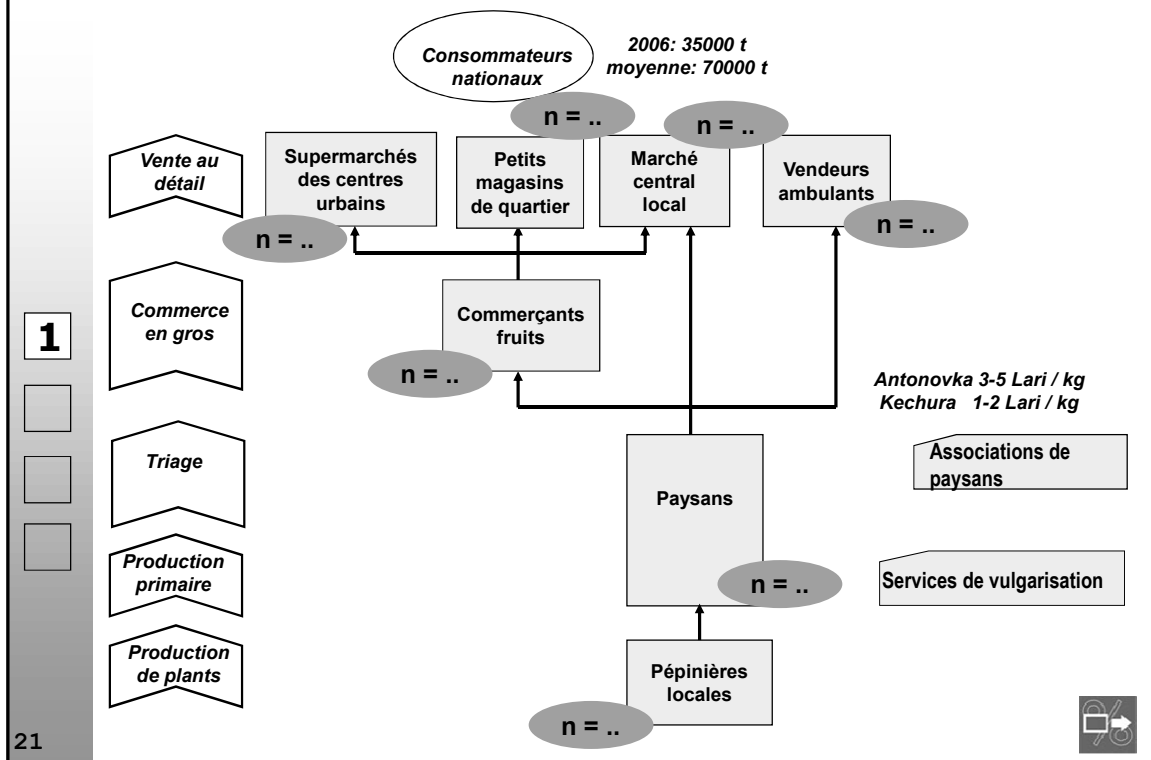 Consommateurs
nationaux
2006: 35000 t
moyenne: 70000 t
n = ..
n = ..
Vente au
détail
Supermarchés
des centres
urbains
Petits
magasins
de quartier
Marché
central
local
Vendeurs
ambulants
n = ..
n = ..
Commerce
en gros
Commerçants
fruits
n = ..
1
Antonovka 3-5 Lari / kg
Kechura 1-2 Lari / kg
Triage
Paysans
Associations de
paysans
Production
primaire
n = ..
Services de vulgarisation
Production
de plants
Pépinières
locales
n = ..
21